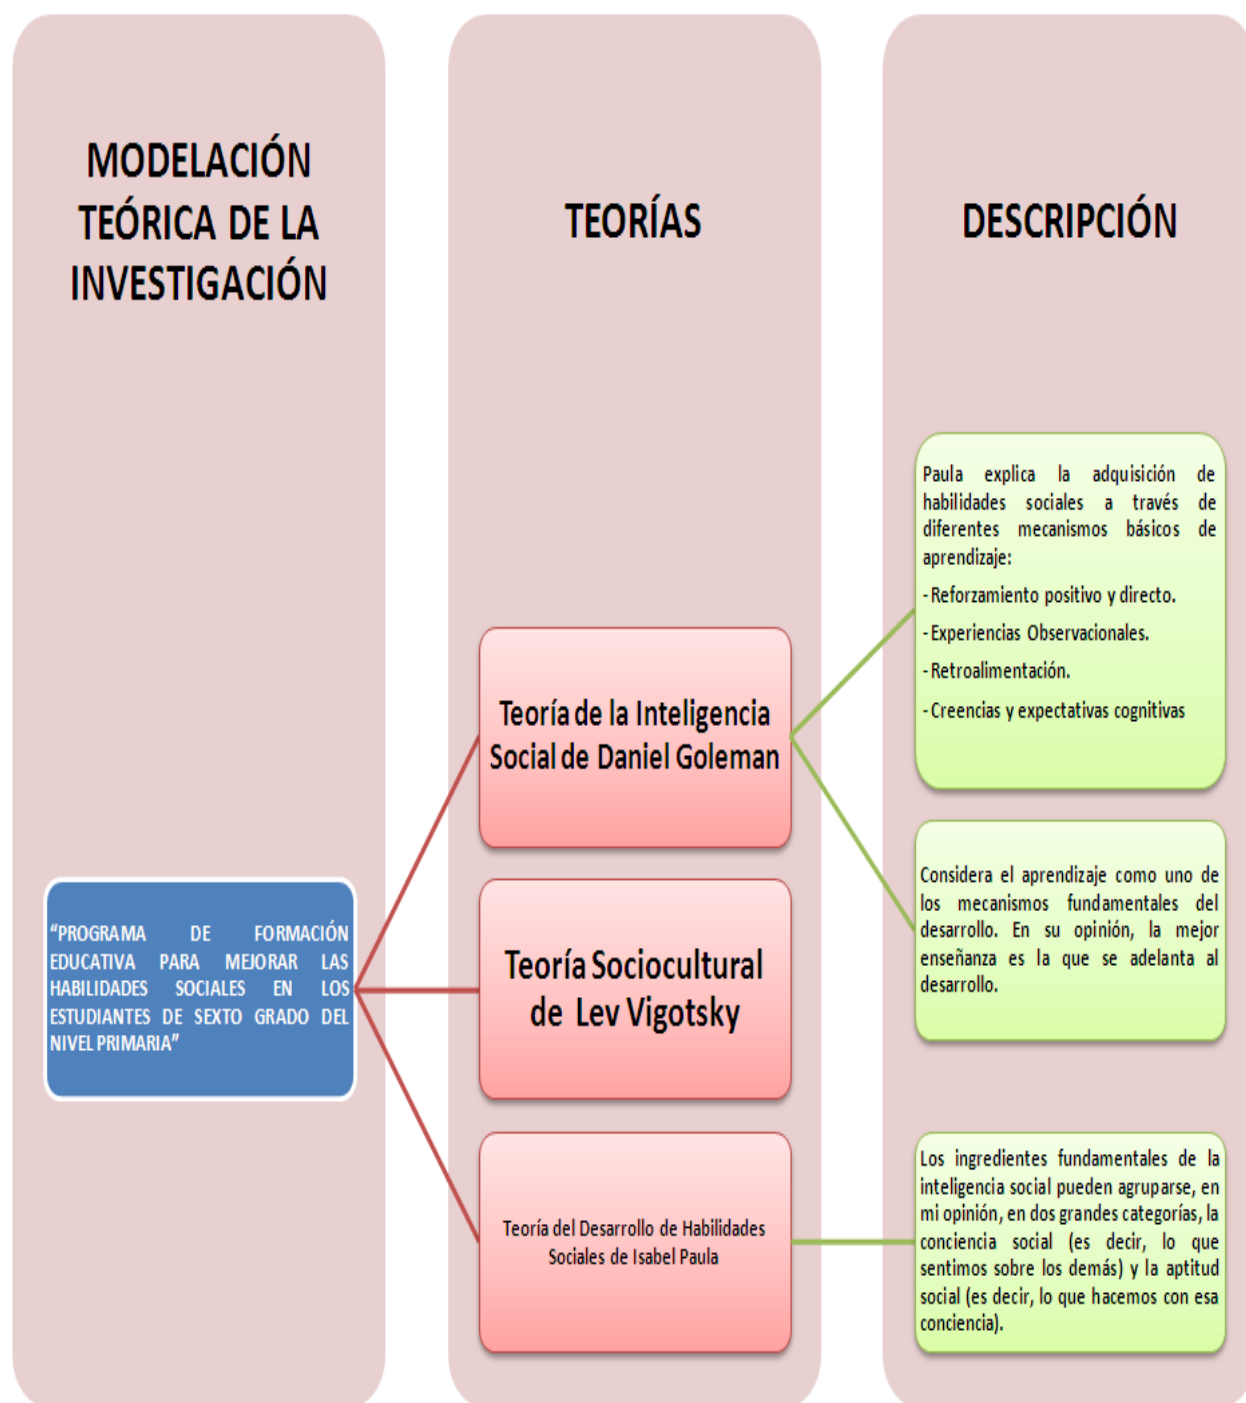 MODELACIÓN
TEÓRICA DE LA
INVESTIGACIÓN
TEORÍAS
DESCRIPCIÓN
“PROGRAMA DE FORMACIÓN
EDUCATIVA PARA MEJORAR LAS
HABILIDADES SOCIALES EN LOS
ESTUDIANTES DE SEXTO GRADO DEL
NIVEL PRIMARIA”
Teoría de la Inteligencia
Social de Daniel Goleman
Teoría Sociocultural
de Lev Vigotsky
Teoría del Desarrollo de Habilidades
Sociales de Isabel Paula
Paula explica la adquisición de
habilidades sociales a través de
diferentes mecanismos básicos de
aprendizaje:
- Reforzamiento positivo y directo.
- Experiencias Observacionales.
- Retroalimentación.
- Creencias y expectativas cognitivas
Considera el aprendizaje como uno de
los mecanismos fundamentales del
desarrollo. En su opinión, la mejor
enseñanza es la que se adelanta al
desarrollo.
Los ingredientes fundamentales de la
inteligencia social pueden agruparse, en
mi opinión, en dos grandes categorías, la
conciencia social (es decir, lo que
sentimos sobre los demás) y la aptitud
social (es decir, lo que hacemos con esa
conciencia).